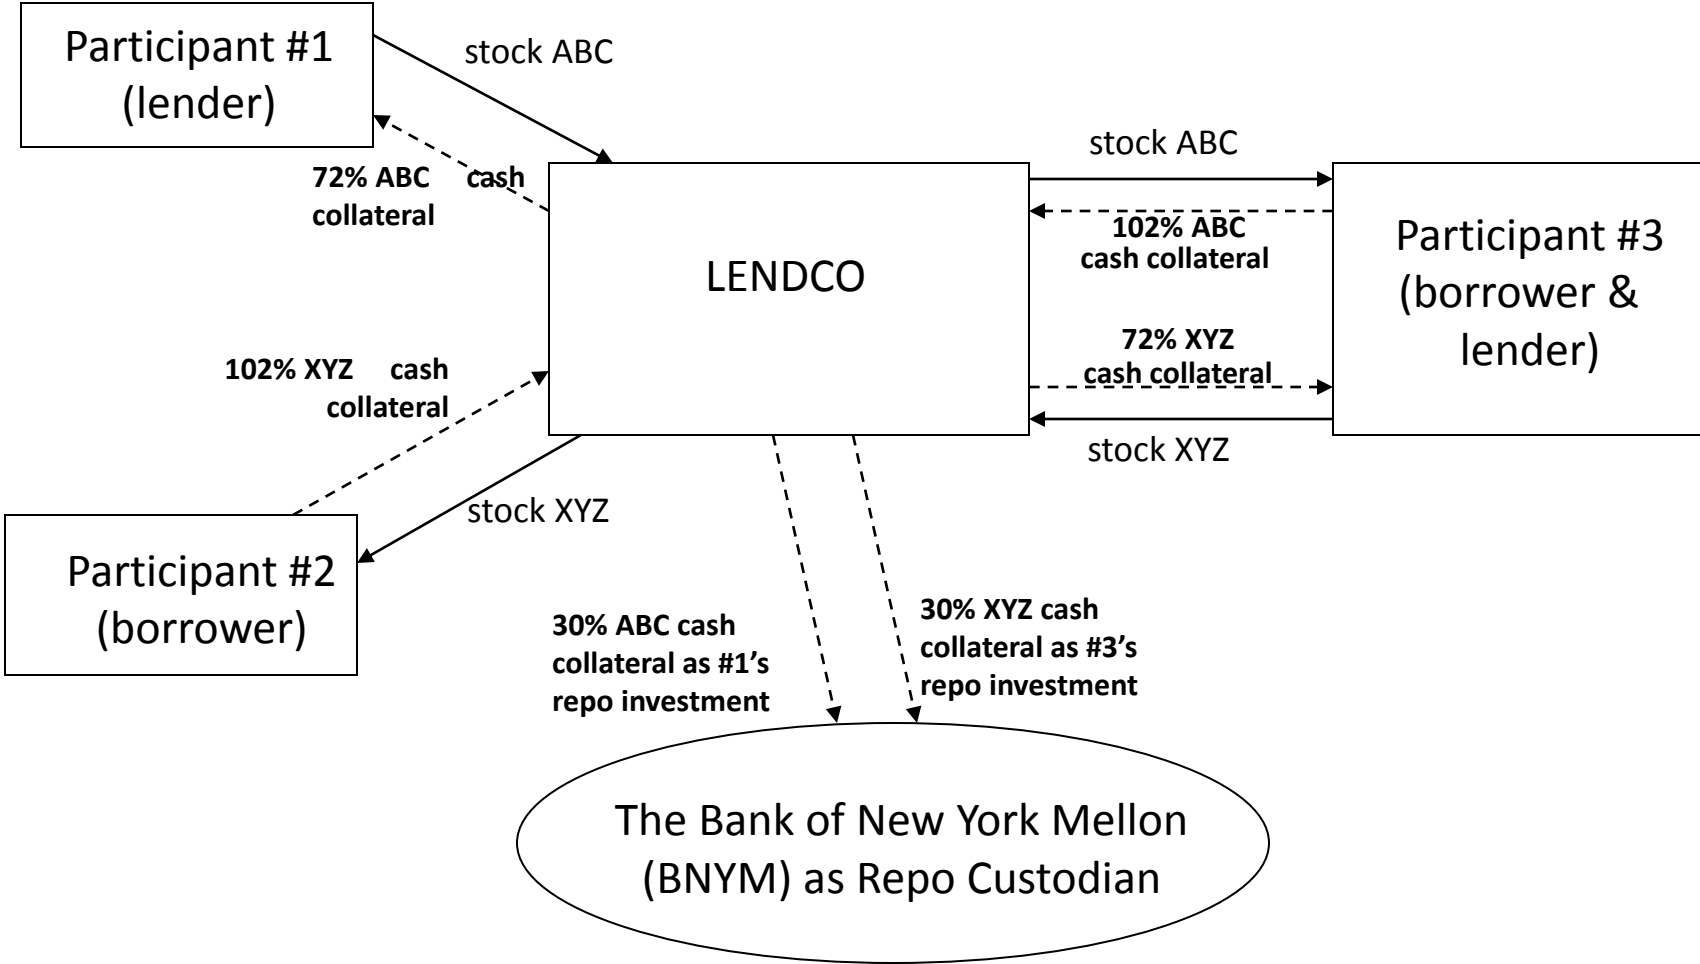 Participant #1
(lender)
stock ABC
72% ABC cash
collateral
stock ABC
102% ABC
cash collateral
LENDCO
Participant #3
(borrower &
lender)
72% XYZ
cash collateral
stock XYZ
102% XYZ cash
collateral
stock XYZ
Participant #2
(borrower)
30% ABC cash
collateral as #1's
repo investment
30% XYZ cash
collateral as #3's
repo investment
The Bank of New York Mellon
(BNYM) as Repo Custodian